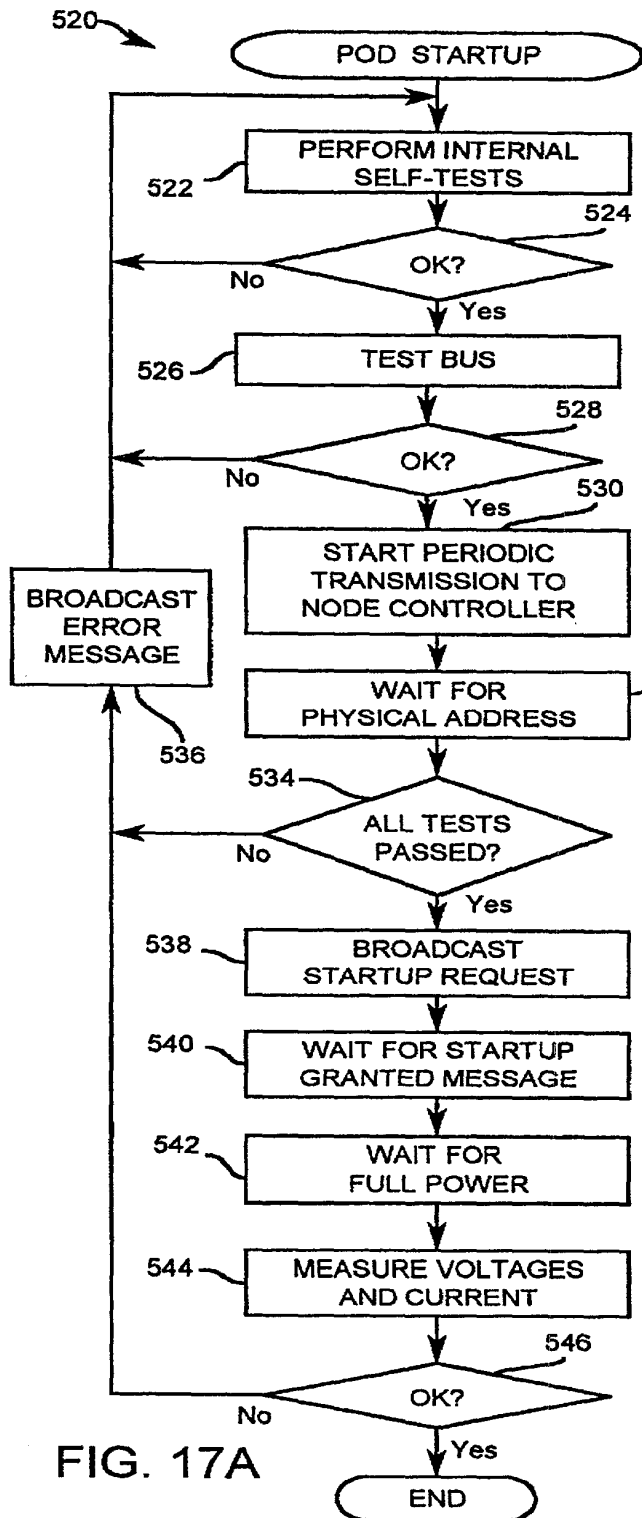 520
POD STARTUP
PERFORM INTERNAL
SELF-TESTS
522
524
OK?
No
Yes
TEST BUS
526
528
OK?
No
Yes
530
START PERIODIC
TRANSMISSION TO
NODE CONTROLLER
BROADCAST
ERROR
MESSAGE
536
WAIT FOR
PHYSICAL ADDRESS
534
ALL TESTS
PASSED?
No
Yes
538
BROADCAST
STARTUP REQUEST
540
WAIT FOR STARTUP
GRANTED MESSAGE
542
WAIT FOR
FULL POWER
544
MEASURE VOLTAGES
AND CURRENT
546
OK?
No
Yes
FIG. 17A
END